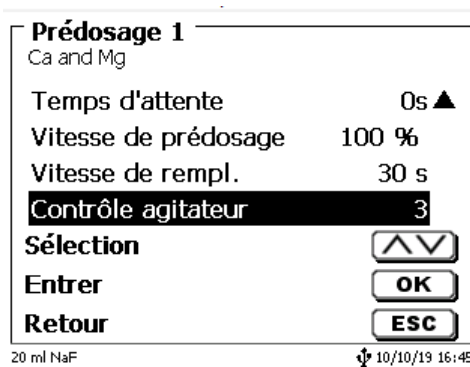 Prédosage 1
Ca and Mg
Temps d'attente 0s
Vitesse de prédosage 100 %
Vitesse de rempl. 30 s
Contrôle agitateur 3
Sélection
Entrer OK
Retour ESC
20 ml NaF 10/10/19 16:45